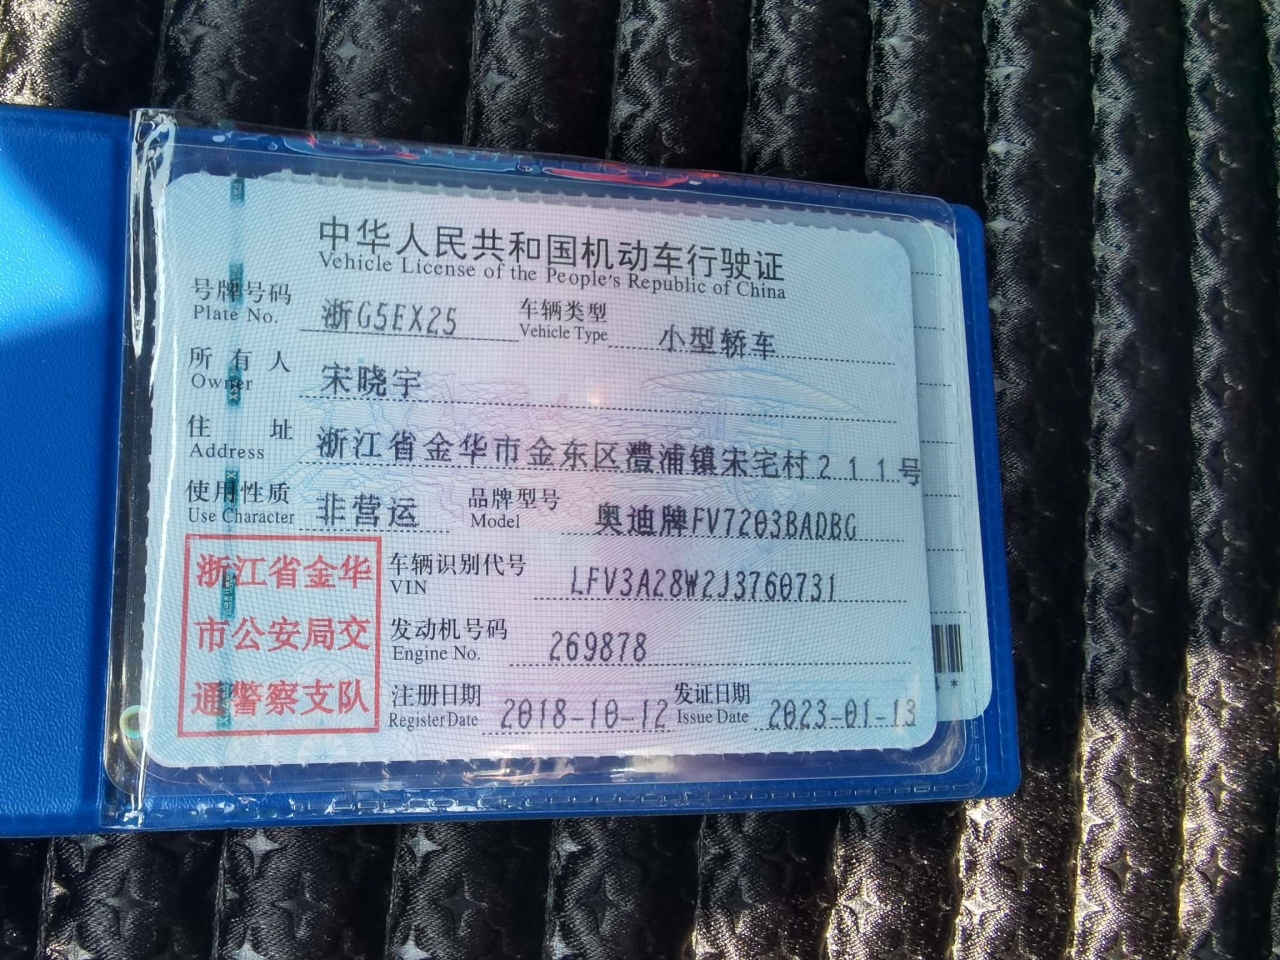 中华人民共和国机动车行驶证
Vehicle License of the People's Republic of China
号牌号码 浙G5EX25 车辆类型 小型轿车
Plate No. Vehicle Type
所有人 宋晓宇
Owner
住址 浙江省金华市金东区澧浦镇宋宅村211号
Address
使用性质 非营运 品牌型号 奥迪牌FV7203BADBG
Use Character Model
浙江省金华
市公安局交
通警察支队
车辆识别代号 LFV3A28W2J3760731
VIN
发动机号码 269878
Engine No.
注册日期 2018-10-12 发证日期 2023-01-13
Register Date Issue Date